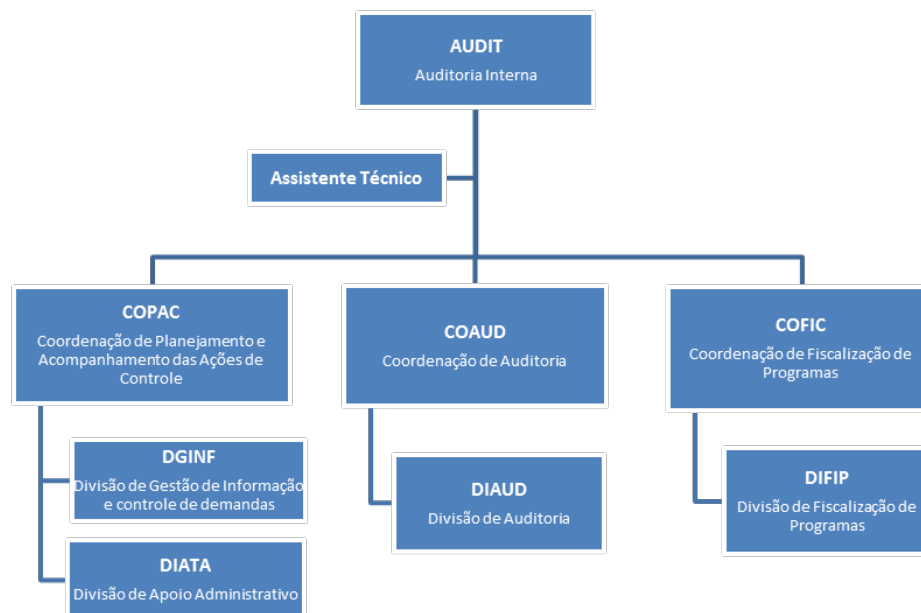 AUDIT
Auditoria Interna
Assistente Técnico
COPAC
Coordenação de Planejamento e
Acompanhamento das Ações de
Controle
COAUD
Coordenação de Auditoria
COFIC
Coordenação de Fiscalização de
Programas
DGINF
Divisão de Gestão de Informação
e controle de demandas
DIATA
Divisão de Apoio Administrativo
DIAUD
Divisão de Auditoria
DIFIP
Divisão de Fiscalização de
Programas